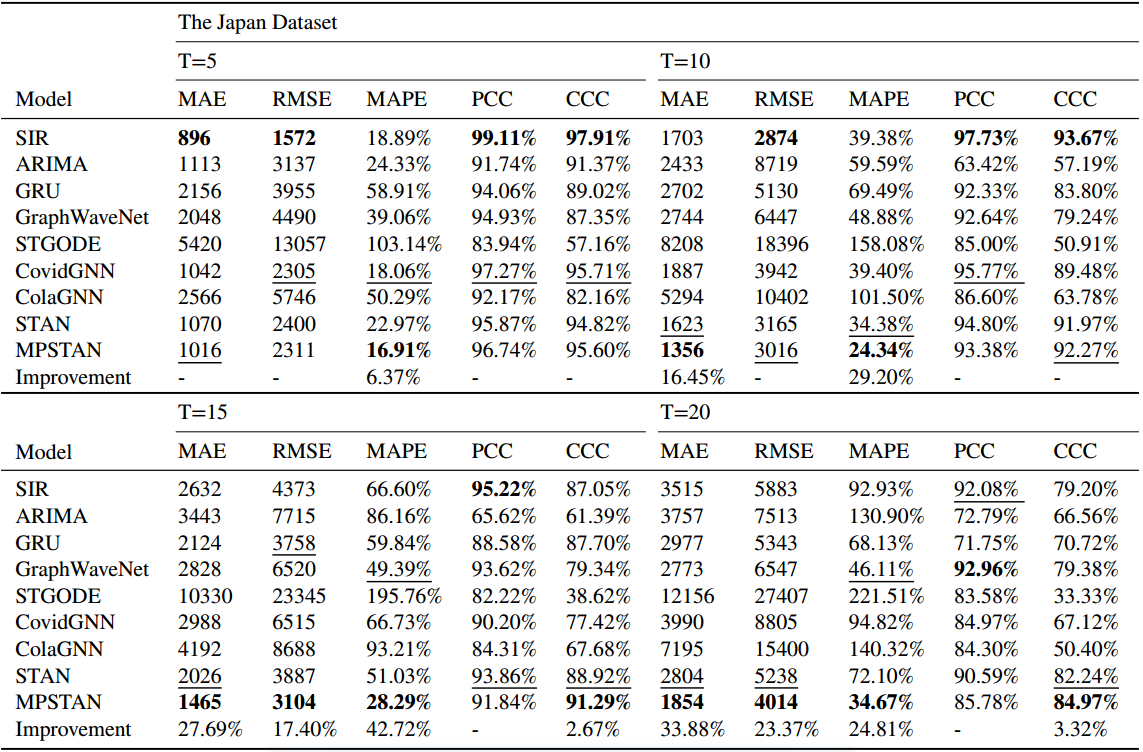 The Japan Dataset
T=5 T=10
Model MAE RMSE MAPE PCC CCC MAE RMSE MAPE PCC CCC
SIR 896 1572 18.89% 99.11% 97.91% 1703 2874 39.38% 97.73% 93.67%
ARIMA 1113 3137 24.33% 91.74% 91.37% 2433 8719 59.59% 63.42% 57.19%
GRU 2156 3955 58.91% 94.06% 89.02% 2702 5130 69.49% 92.33% 83.80%
GraphWaveNet 2048 4490 39.06% 94.93% 87.35% 2744 6447 48.88% 92.64% 79.24%
STGODE 5420 13057 103.14% 83.94% 57.16% 8208 18396 158.08% 85.00% 50.91%
CovidGNN 1042 2305 18.06% 97.27% 95.71% 1887 3942 39.40% 95.77% 89.48%
ColaGNN 2566 5746 50.29% 92.17% 82.16% 5294 10402 101.50% 86.60% 63.78%
STAN 1070 2400 22.97% 95.87% 94.82% 1623 3165 34.38% 94.80% 91.97%
MPSTAN 1016 2311 16.91% 96.74% 95.60% 1356 3016 24.34% 93.38% 92.27%
Improvement - - 6.37% - - 16.45% - 29.20% - -
T=15 T=20
Model MAE RMSE MAPE PCC CCC MAE RMSE MAPE PCC CCC
SIR 2632 4373 66.60% 95.22% 87.05% 3515 5883 92.93% 92.08% 79.20%
ARIMA 3443 7715 86.16% 65.62% 61.39% 3757 7513 130.90% 72.79% 66.56%
GRU 2124 3758 59.84% 88.58% 87.70% 2977 5343 68.13% 71.75% 70.72%
GraphWaveNet 2828 6520 49.39% 93.62% 79.34% 2773 6547 46.11% 92.96% 79.38%
STGODE 10330 23345 195.76% 82.22% 38.62% 12156 27407 221.51% 83.58% 33.33%
CovidGNN 2988 6515 66.73% 90.20% 77.42% 3990 8805 94.82% 84.97% 67.12%
ColaGNN 4192 8688 93.21% 84.31% 67.68% 7195 15400 140.32% 84.30% 50.40%
STAN 2026 3887 51.03% 93.86% 88.92% 2804 5238 72.10% 90.59% 82.24%
MPSTAN 1465 3104 28.29% 91.84% 91.29% 1854 4014 34.67% 85.78% 84.97%
Improvement 27.69% 17.40% 42.72% - 2.67% 33.88% 23.37% 24.81% - 3.32%